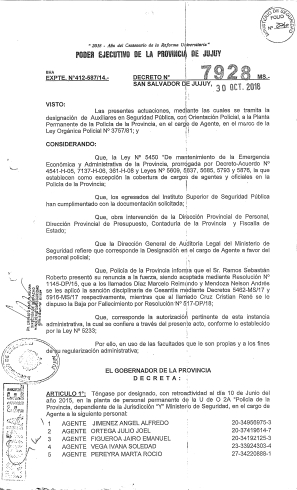 "2018 - Año del Centenario de la Reforma Universitaria"
PODER EJECUTIVO DE LA PROVINCIA DE JUJUY
EXPTE. Nº412-587/14.- DECRETO Nº 7928 MS.-
SAN SALVADOR DE JUJUY, 30 OCT. 2018
VISTO:
Las presentes actuaciones, mediante las cuales se tramita la
designación de Auxiliares en Seguridad Pública, con Orientación Policial, a la Planta
Permanente de la Policía de la Provincia, en el cargo de Agente, en el marco de la
Ley Orgánica Policial Nº 3757/81; y
CONSIDERANDO:
Que, la Ley Nº 5450 "De mantenimiento de la Emergencia
Económica y Administrativa de la Provincia, prorrogada por Decreto-Acuerdo Nº
4541-H-05, 7137-H-06, 361-H-08 y Leyes Nº 5609, 5637, 5685, 5793 y 5876, la
que establecen como excepción la cobertura de cargos de agentes y oficiales en la
Policía de la Provincia;
Que, los egresados del Instituto Superior de Seguridad Pública
han cumplimentado con la documentación solicitada;
Que, obra intervención de la Dirección Provincial de Personal,
Dirección Provincial de Presupuesto, Contaduría de la Provincia y Fiscalía de
Estado;
Que la Dirección General de Auditoria Legal del Ministerio de
Seguridad refiere que corresponde la Designación en el cargo de Agente a favor del
personal policial;
Que, Policía de la Provincia informa que el Sr. Ramos Sebastián
Roberto presentó su renuncia a la fuerza, siendo aceptada mediante Resolución Nº
1145-DP/15, que a los llamados Díaz Marcelo Reimundo y Mendoza Nelson Andrés
se les aplicó la sanción disciplinaria de Cesantía mediante Decretos 5462-MS/17 y
5916-MS/17 respectivamente, mientras que al llamado Cruz Cristian René se lo
dispuso la Baja por Fallecimiento por Resolución Nº 517-DP/18;
Que, corresponde la autorización pertinente de esta instancia
administrativa, la cual se confiere a través del presente acto, conforme lo establecido
por la Ley Nº 5233;
Por ello, en uso de las facultades que le son propias y a los fines
de su regularización administrativa;
EL GOBERNADOR DE LA PROVINCIA
D E C R E T A :
ARTICULO 1º: Téngase por designado, con retroactividad al día 10 de Junio del
año 2015, en la planta de personal permanente de la U de O 2A "Policía de la
Provincia, dependiente de la Jurisdicción "Y" Ministerio de Seguridad, en el cargo
de Agente a la siguiente personal:
1 AGENTE JIMENEZ ANGEL ALFREDO 20-34956975-3
2 AGENTE ORTEGA JULIO JOEL 20-37419614-7
3 AGENTE FIGUEROA JAIRO EMANUEL 20-34192125-3
4 AGENTE VEGA IVANA SOLEDAD 23-33924303-4
5 AGENTE PEREYRA MARTA ROCIO 27-34220888-1